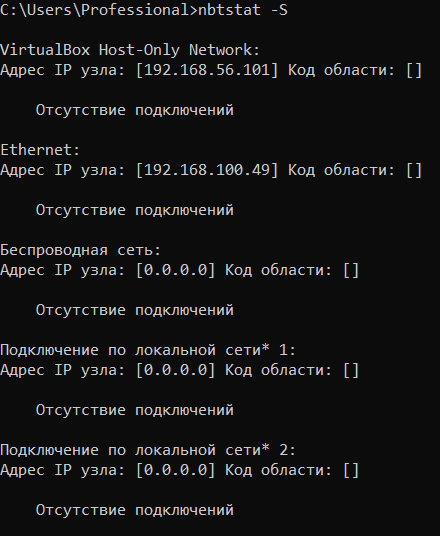 C:\Users\Professional>nbtstat -S
VirtualBox Host-Only Network:
Адрес IP узла: [192.168.56.101] Код области: []
Отсутствие подключений
Ethernet:
Адрес IP узла: [192.168.100.49] Код области: []
Отсутствие подключений
Беспроводная сеть:
Адрес IP узла: [0.0.0.0] Код области: []
Отсутствие подключений
Подключение по локальной сети* 1:
Адрес IP узла: [0.0.0.0] Код области: []
Отсутствие подключений
Подключение по локальной сети* 2:
Адрес IP узла: [0.0.0.0] Код области: []
Отсутствие подключений